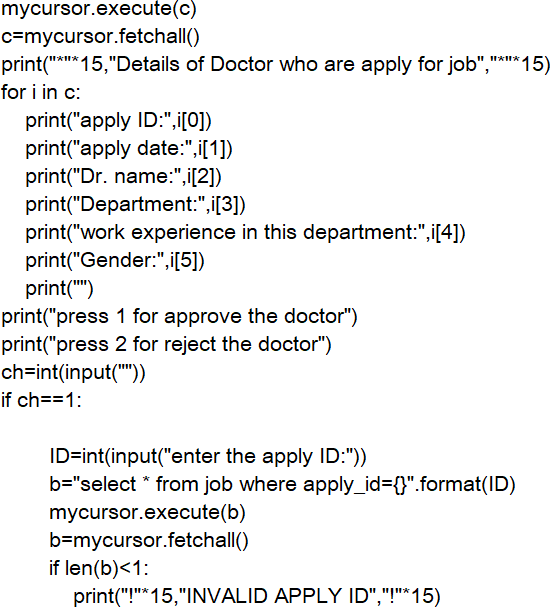 mycursor.execute(c)
c=mycursor.fetchall()
print("*"*15,"Details of Doctor who are apply for job","*"*15)
for i in c:
print("apply ID:",i[0])
print("apply date:",i[1])
print("Dr. name:",i[2])
print("Department:",i[3])
print("work experience in this department:",i[4])
print("Gender:",i[5])
print("")
print("press 1 for approve the doctor")
print("press 2 for reject the doctor")
ch=int(input(""))
if ch==1:
ID=int(input("enter the apply ID:"))
b="select * from job where apply_id={}".format(ID)
mycursor.execute(b)
b=mycursor.fetchall()
if len(b)<1:
print("!"*15,"INVALID APPLY ID","!"*15)